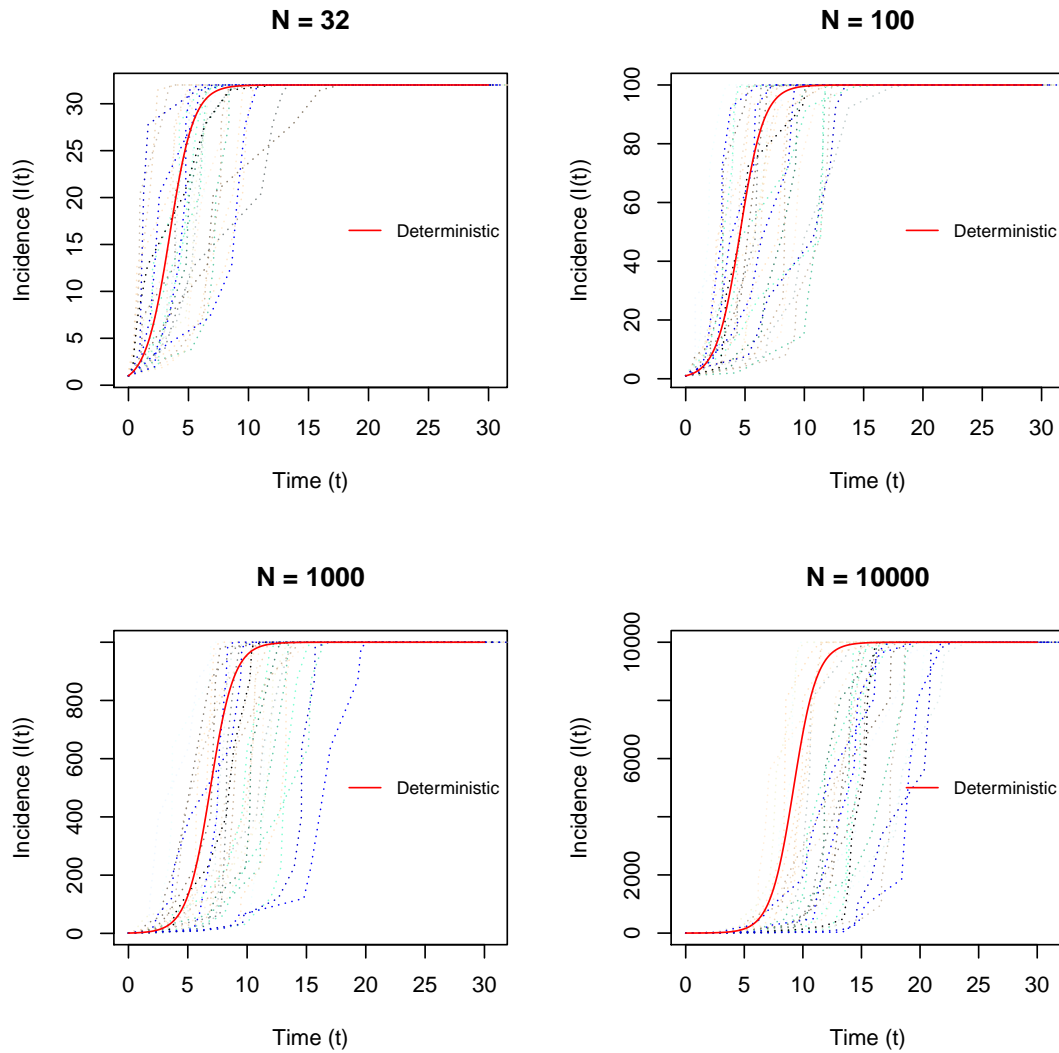 N = 32
Incidence (I(t))
0 5 10 15 20 25 30
Deterministic
0 5 10 15 20 25 30
Time (t)
N = 100
Incidence (I(t))
0 20 40 60 80 100
Deterministic
0 5 10 15 20 25 30
Time (t)
N = 1000
Incidence (I(t))
0 200 400 600 800
Deterministic
0 5 10 15 20 25 30
Time (t)
N = 10000
Incidence (I(t))
0 2000 6000 10000
Deterministic
0 5 10 15 20 25 30
Time (t)